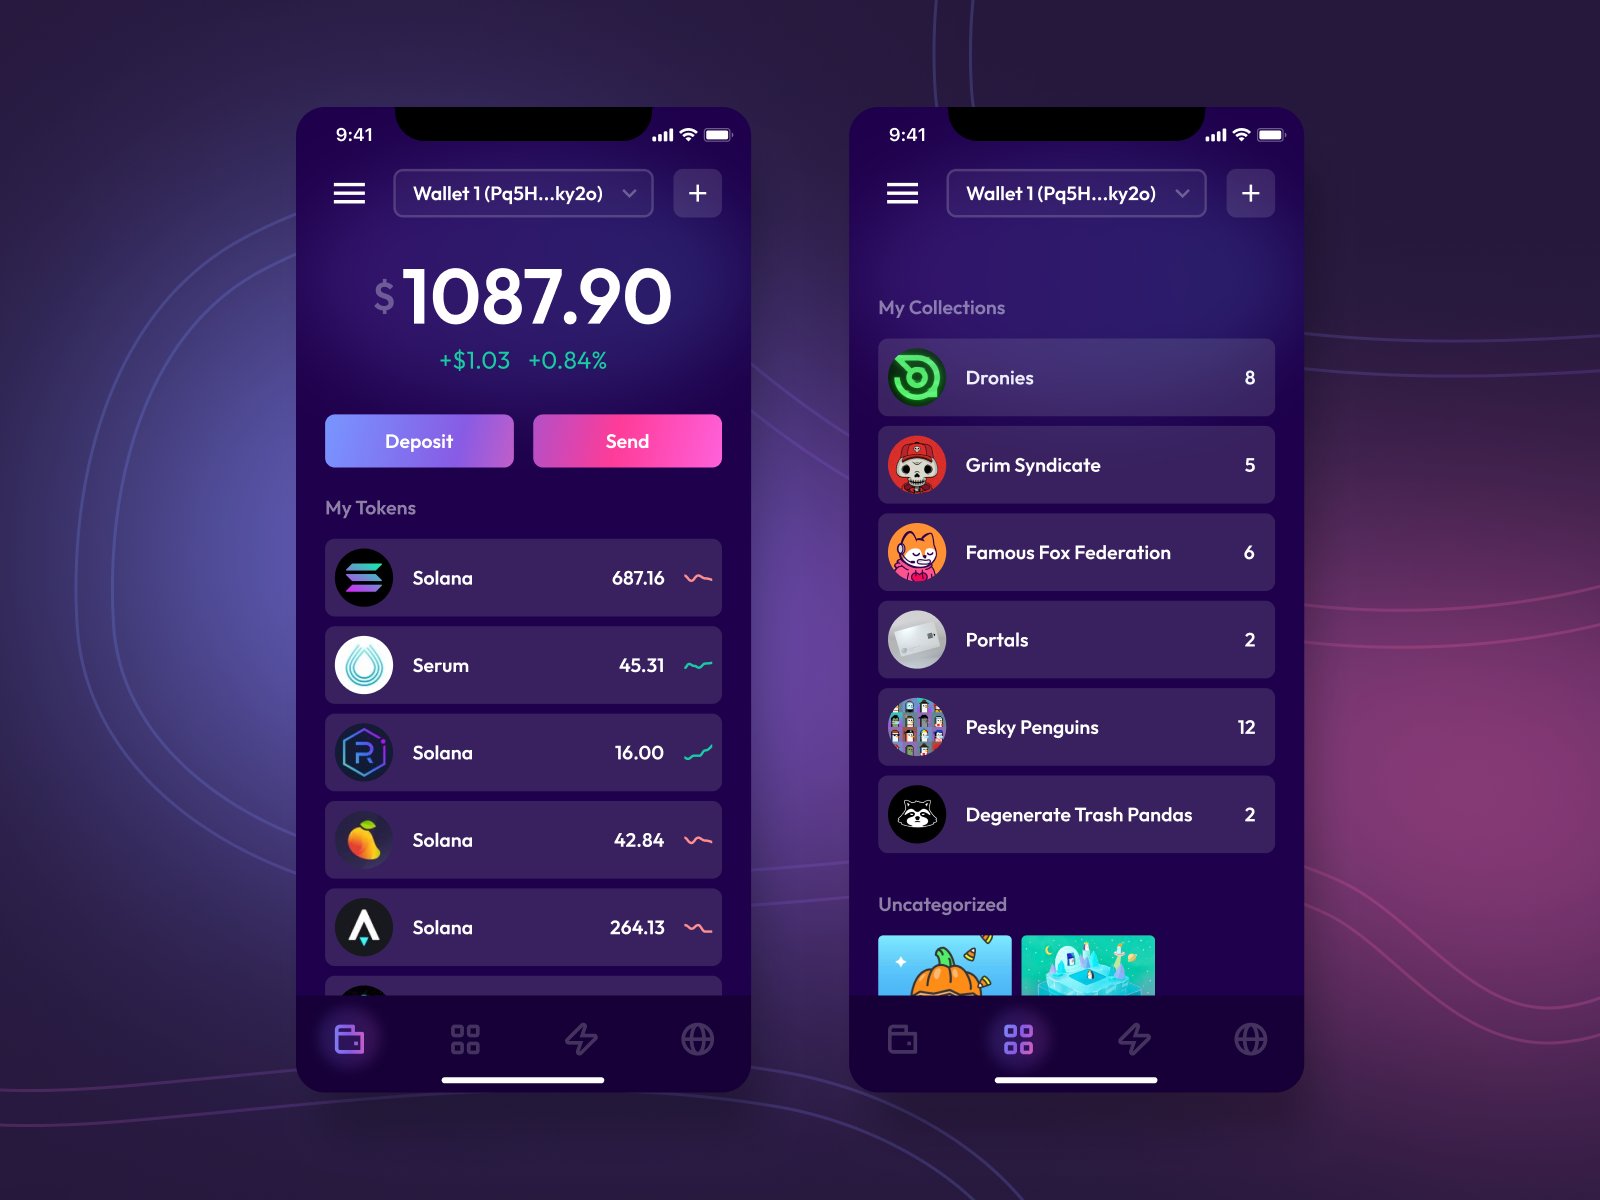 9:41
Wallet 1 (Pq5H...ky2o)
+
$1087.90
+$1.03 +0.84%
Deposit
Send
My Tokens
Solana 687.16
Serum 45.31
Solana 16.00
Solana 42.84
Solana 264.13
9:41
Wallet 1 (Pq5H...ky2o)
+
My Collections
Dronies 8
Grim Syndicate 5
Famous Fox Federation 6
Portals 2
Pesky Penguins 12
Degenerate Trash Pandas 2
Uncategorized